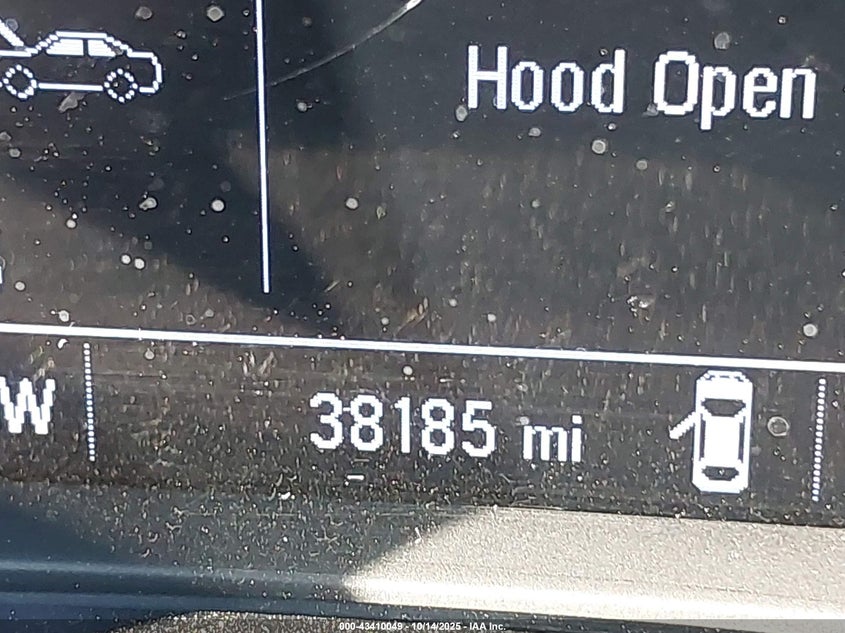 Hood Open
W
38185 mi
000-43410049 - 10/14/2025 - IAA Inc.